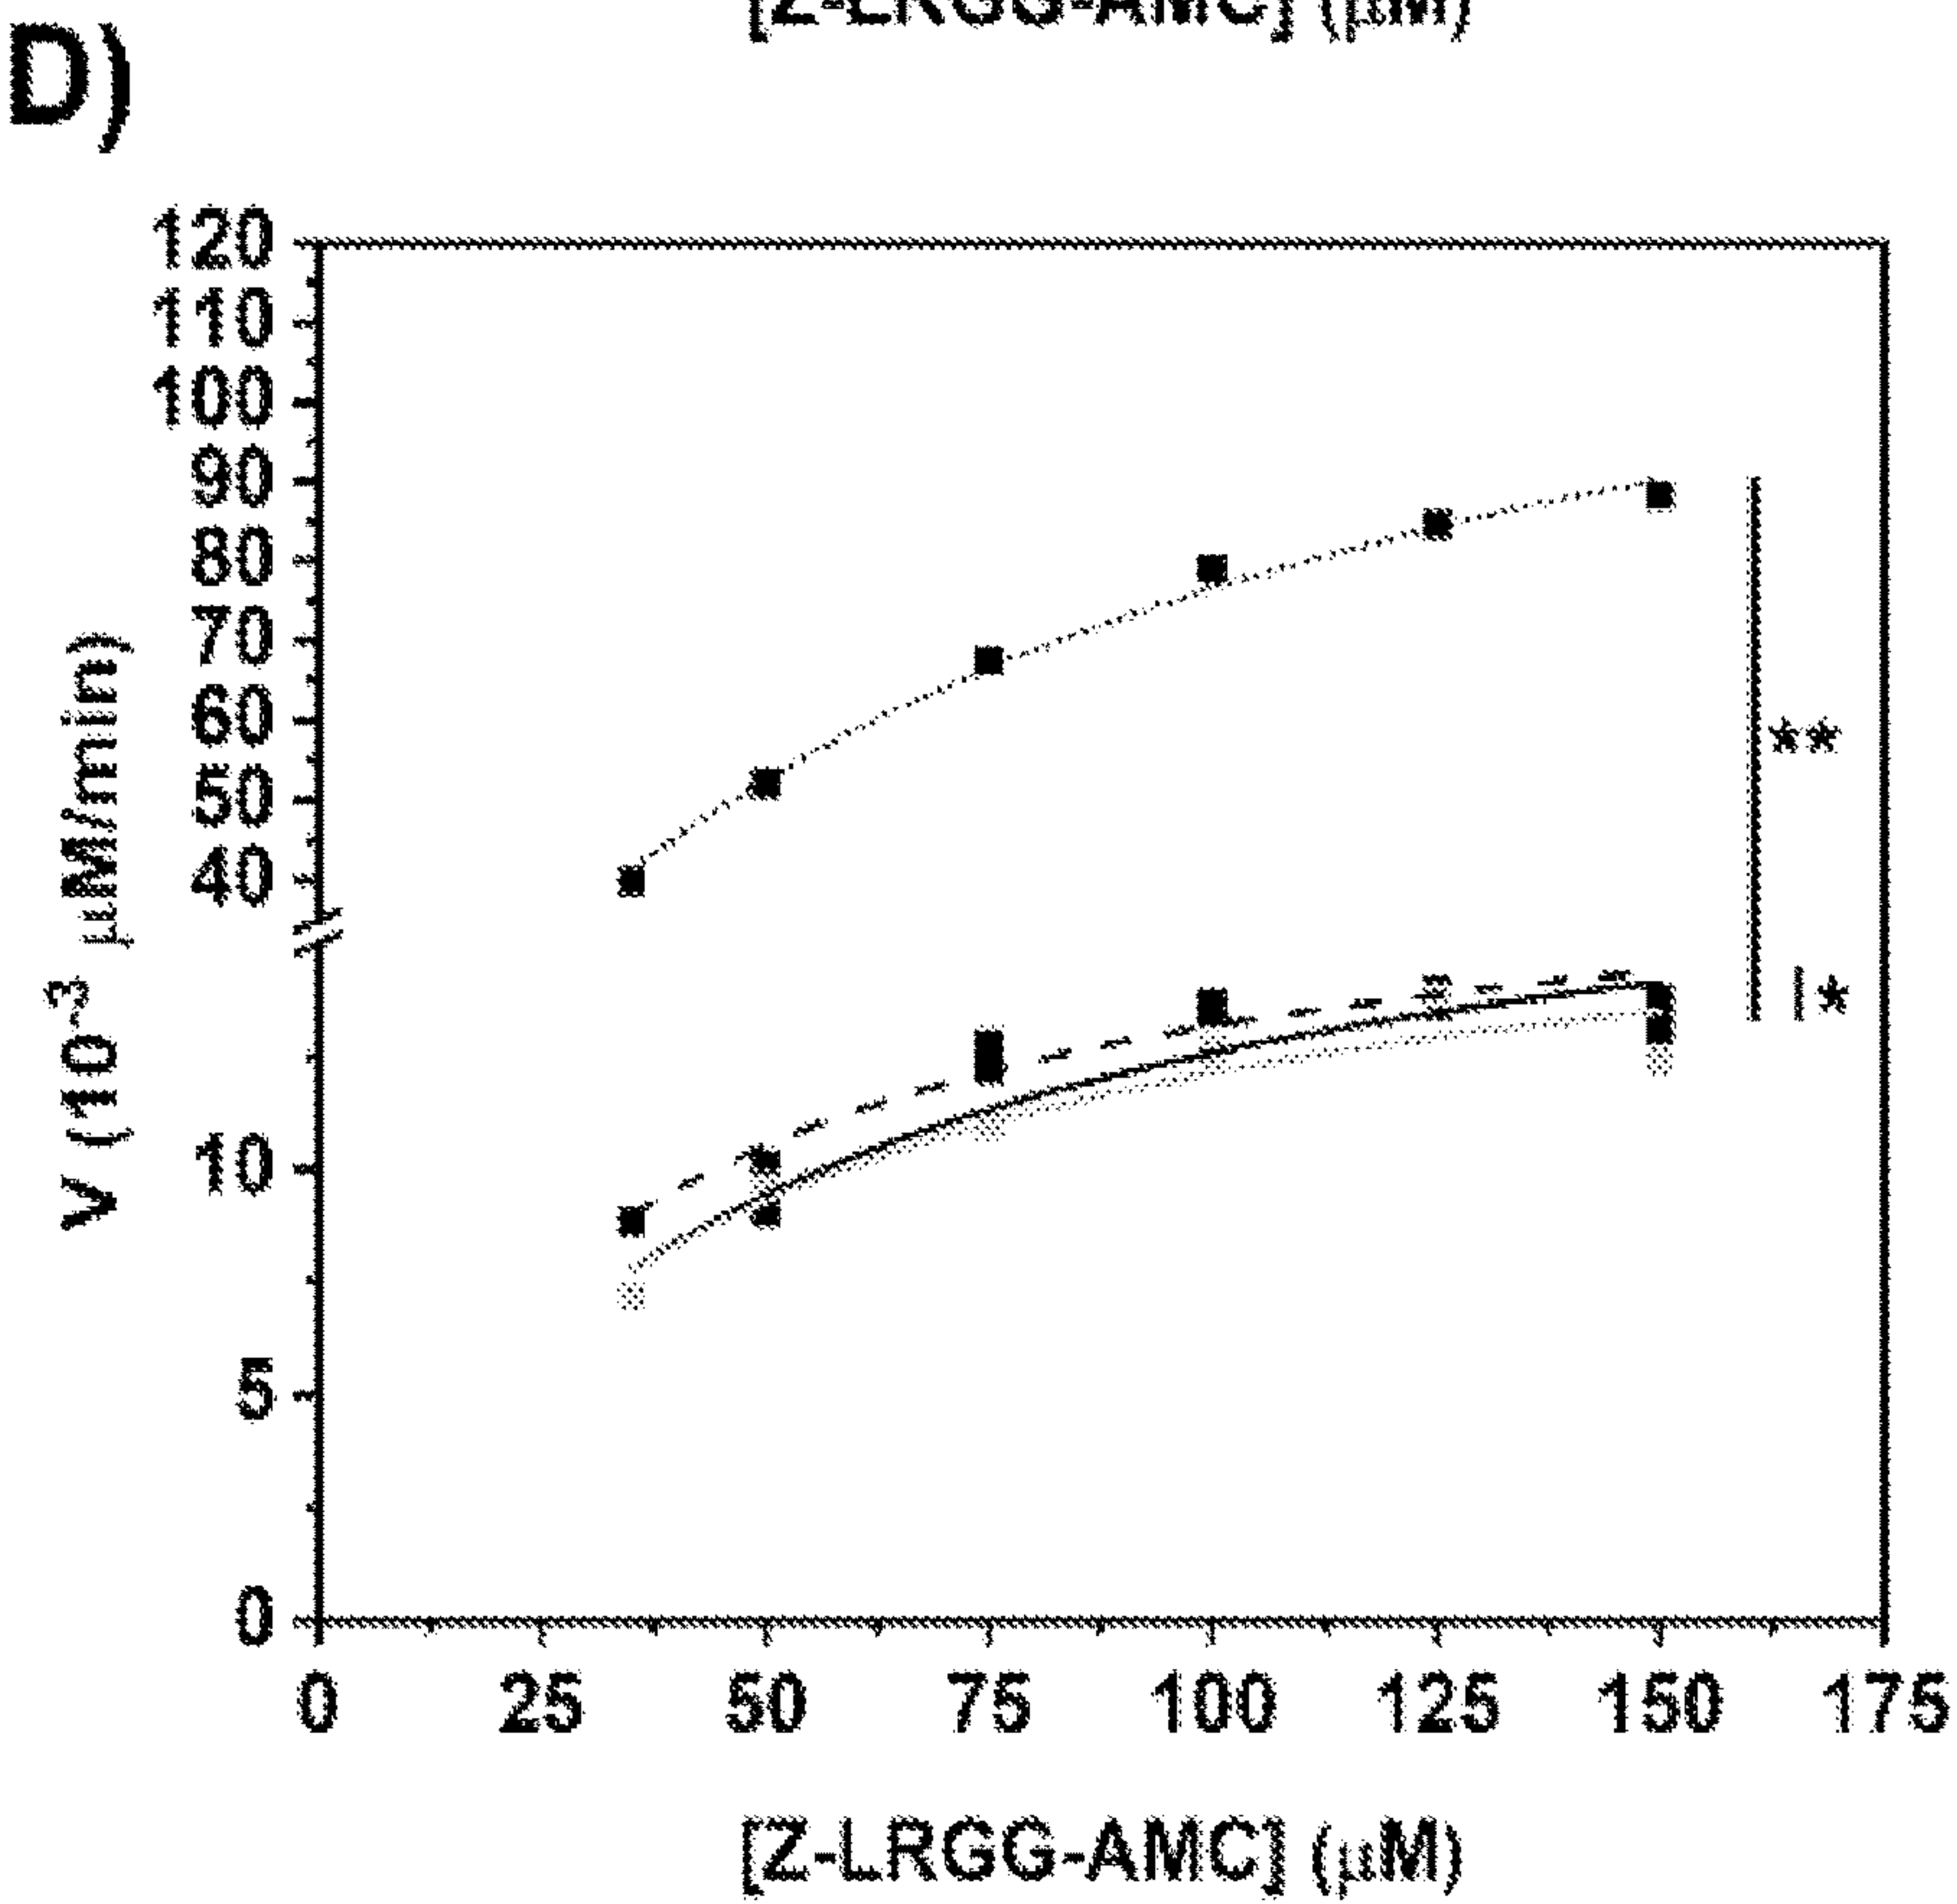 [Z-LRGG-AMC] (μM)
D)
120
110
100
90
80
70
60
50
40
10
5
0
V (10⁻³ μM/min)
**
*
0 25 50 75 100 125 150 175
[Z-LRGG-AMC] (μM)